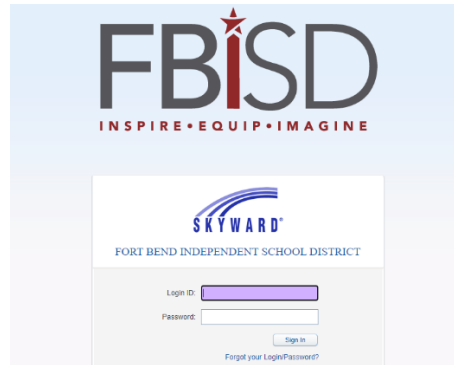 FBiSD
INSPIRE•EQUIP•IMAGINE
SKYWARD®
FORT BEND INDEPENDENT SCHOOL DISTRICT
Login ID:
Password:
Sign In
Forgot your Login/Password?